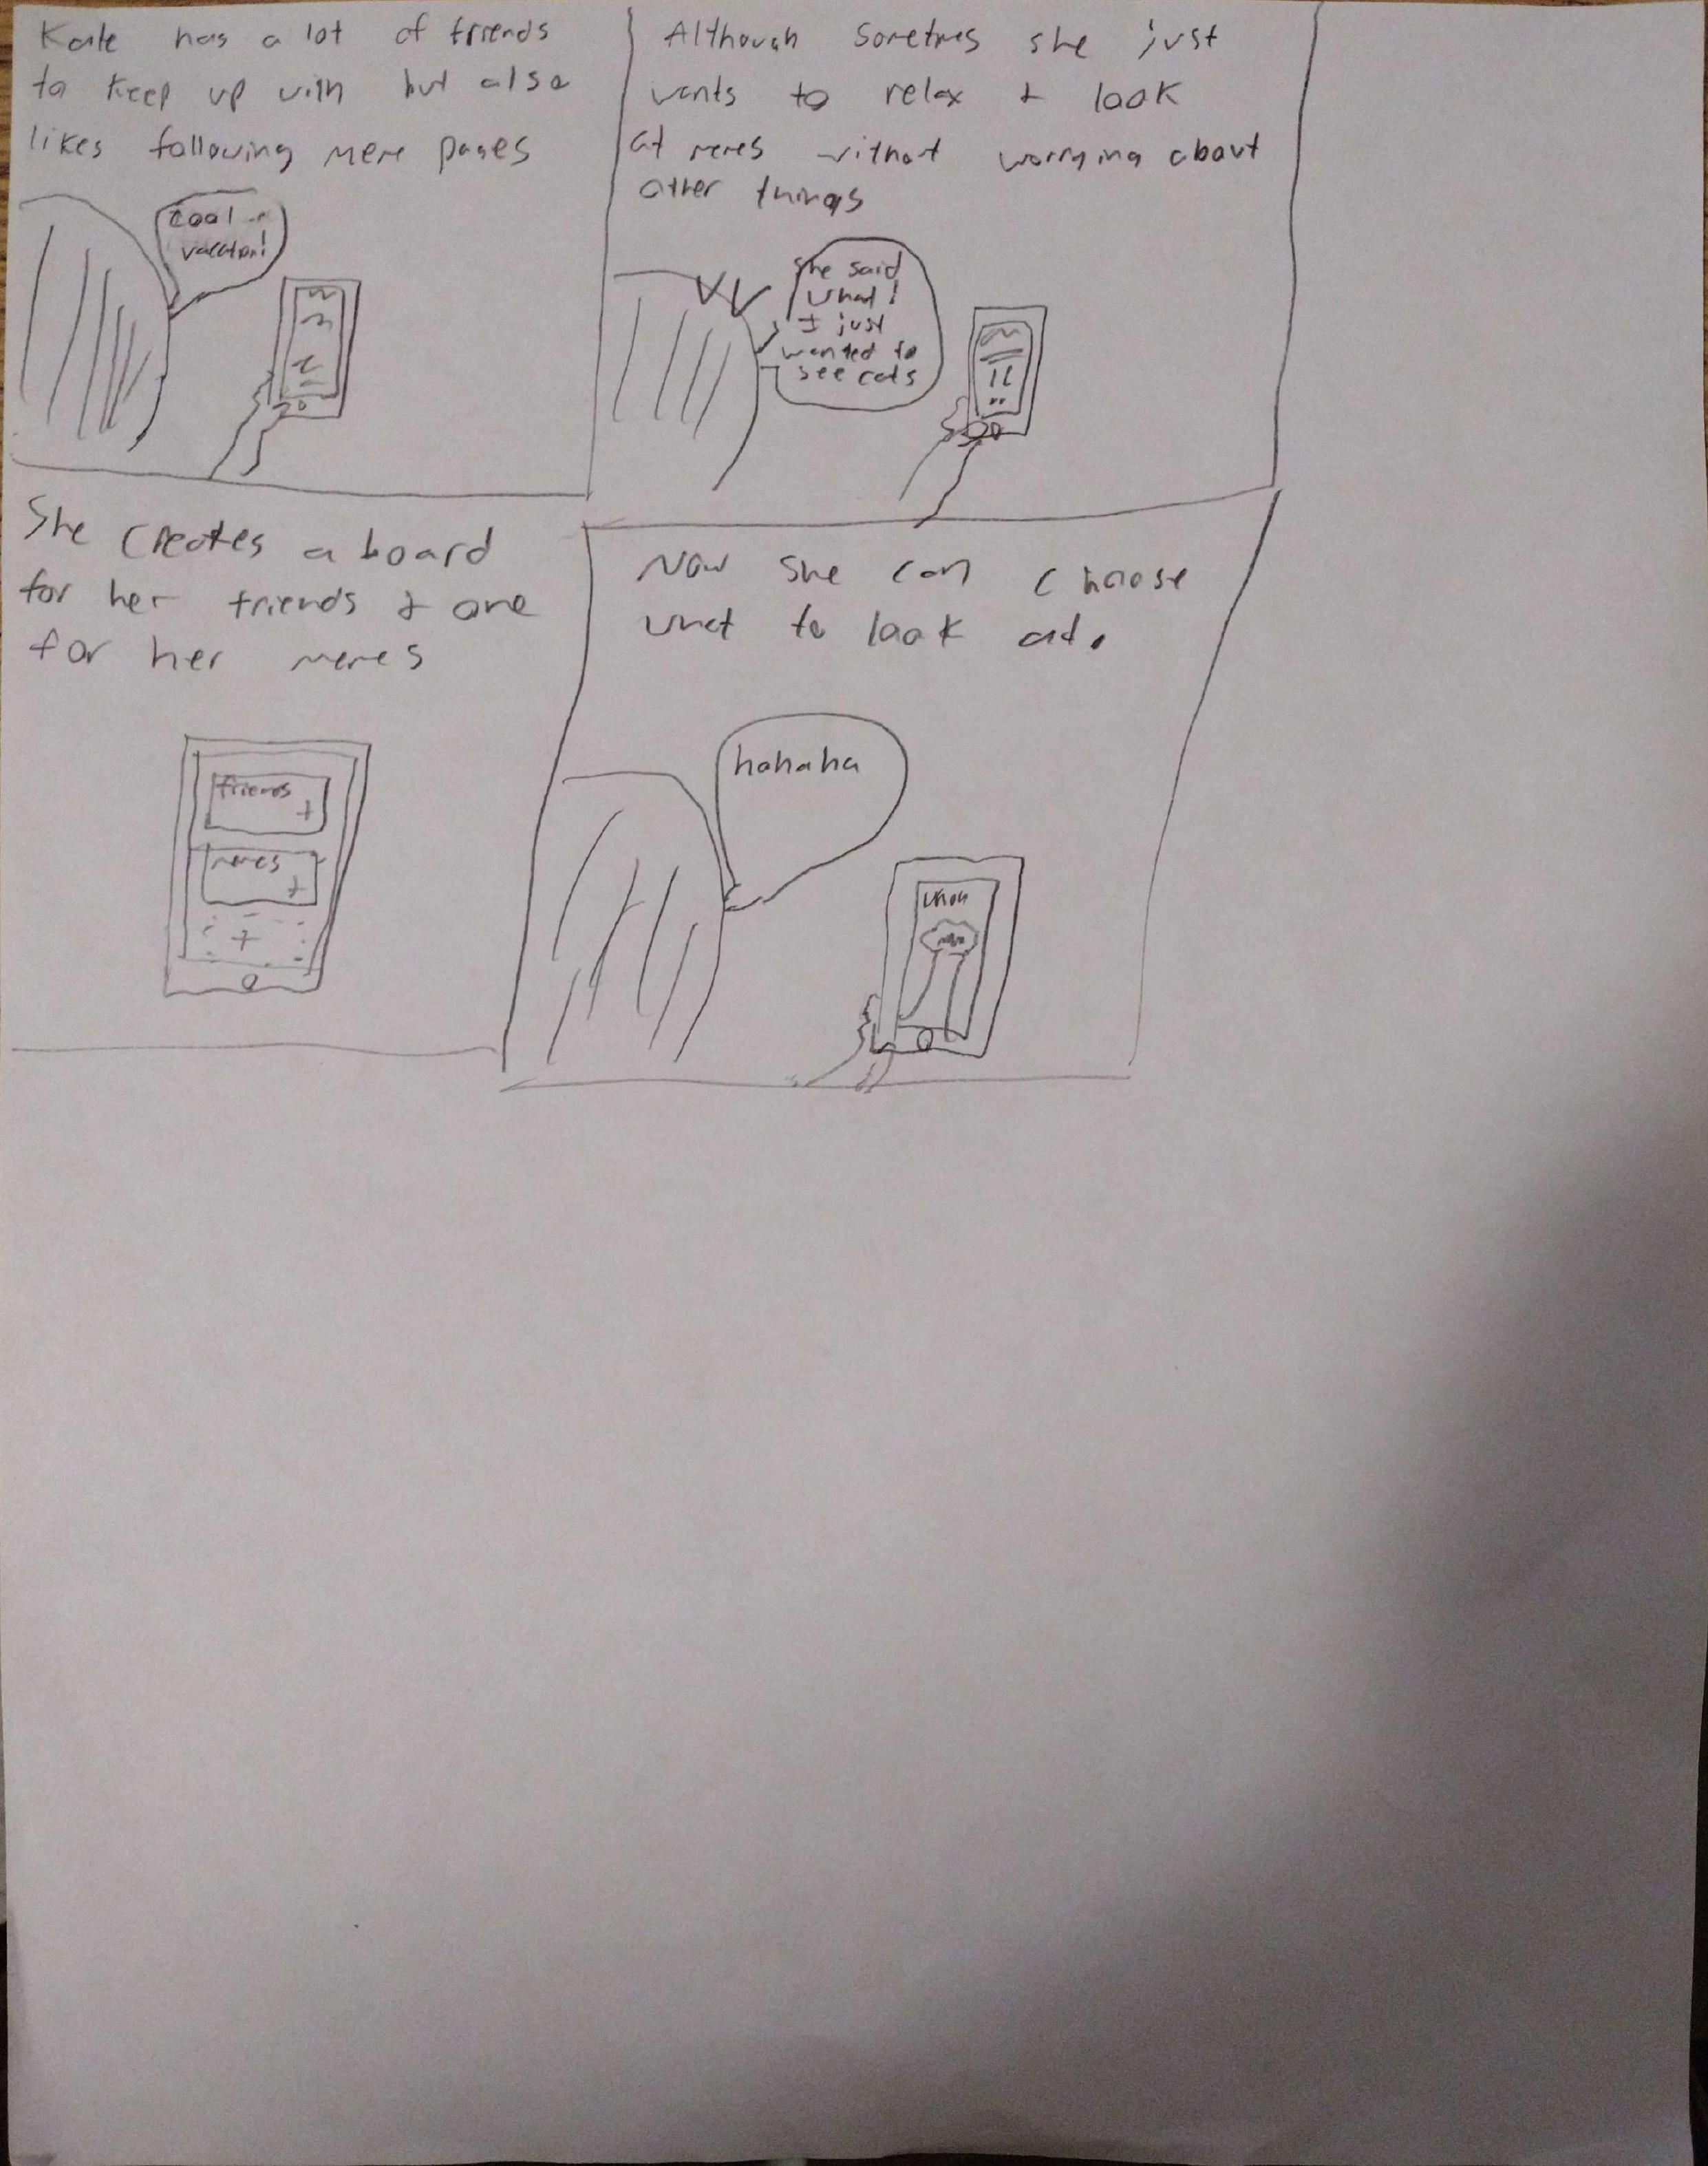 Kate has a lot of friends
to keep up with but also
likes following meme pages
cool
vacation!
Although sometimes she just
wants to relax + look
at memes without worrying about
other things
she said
what!
I just
wanted to
see cats
She creates a board
for her friends & one
for her memes
friends
+
memes
+
+
Now she can choose
what to look at.
hahaha